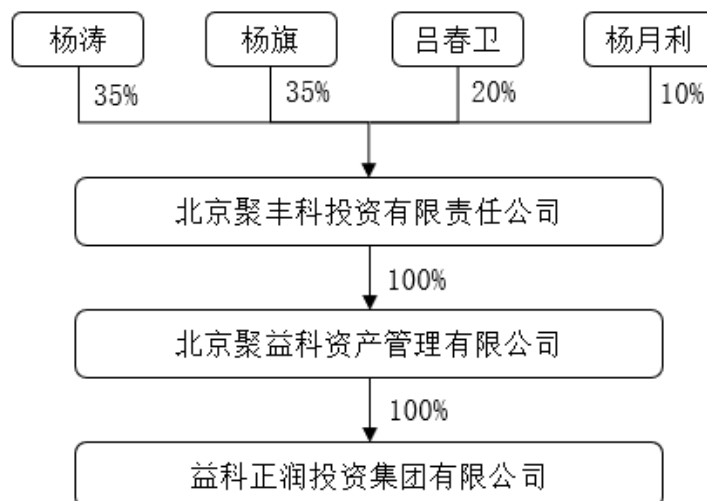 杨涛
杨旗
吕春卫
杨月利
35%
35%
20%
10%
北京聚丰科投资有限责任公司
100%
北京聚益科资产管理有限公司
100%
益科正润投资集团有限公司